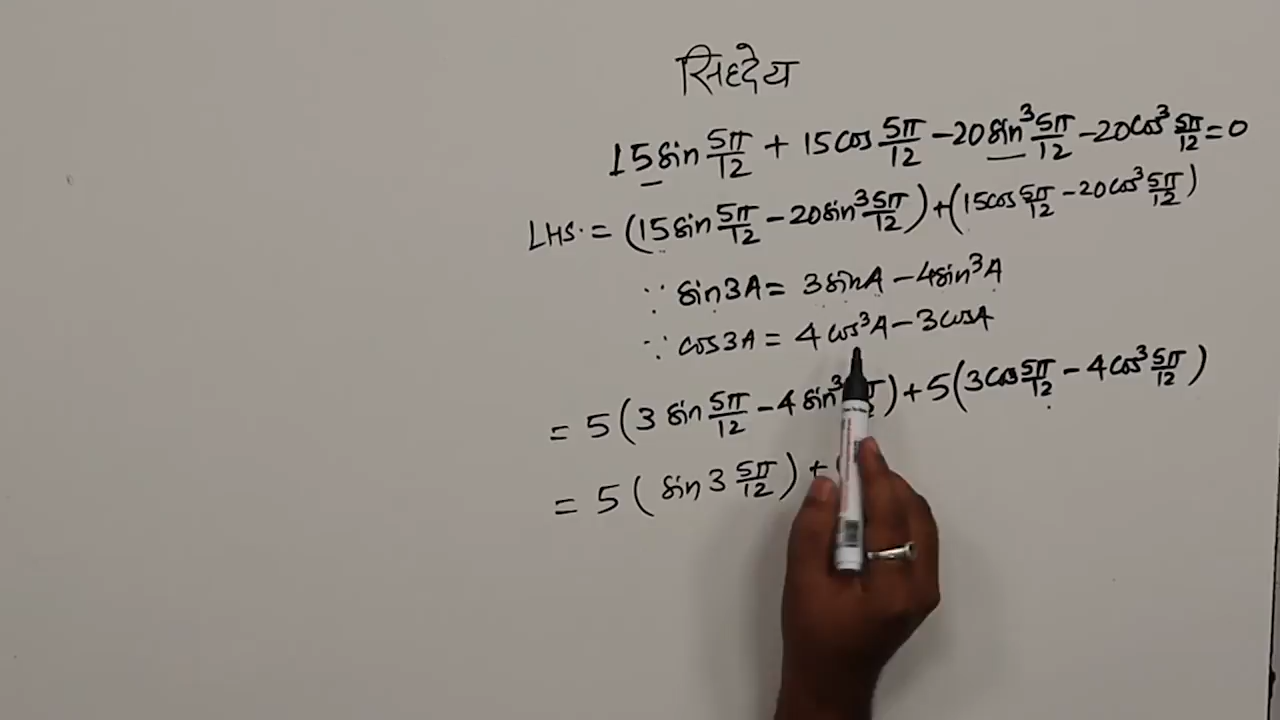 सिद्देय
15 sin 5π/12 + 15 cos 5π/12 − 20 sin³ 5π/12 − 20 cos³ 5π/12 = 0
LHS. = (15 sin 5π/12 − 20 sin³ 5π/12) + (15 cos 5π/12 − 20 cos³ 5π/12)
∵ sin 3A = 3 sin A − 4 sin³ A
∵ cos 3A = 4 cos³ A − 3 cos A
= 5 (3 sin 5π/12 − 4 sin³ ) + 5 (3 cos 5π/12 − 4 cos³ 5π/12)
= 5 ( sin 3 5π/12 ) +